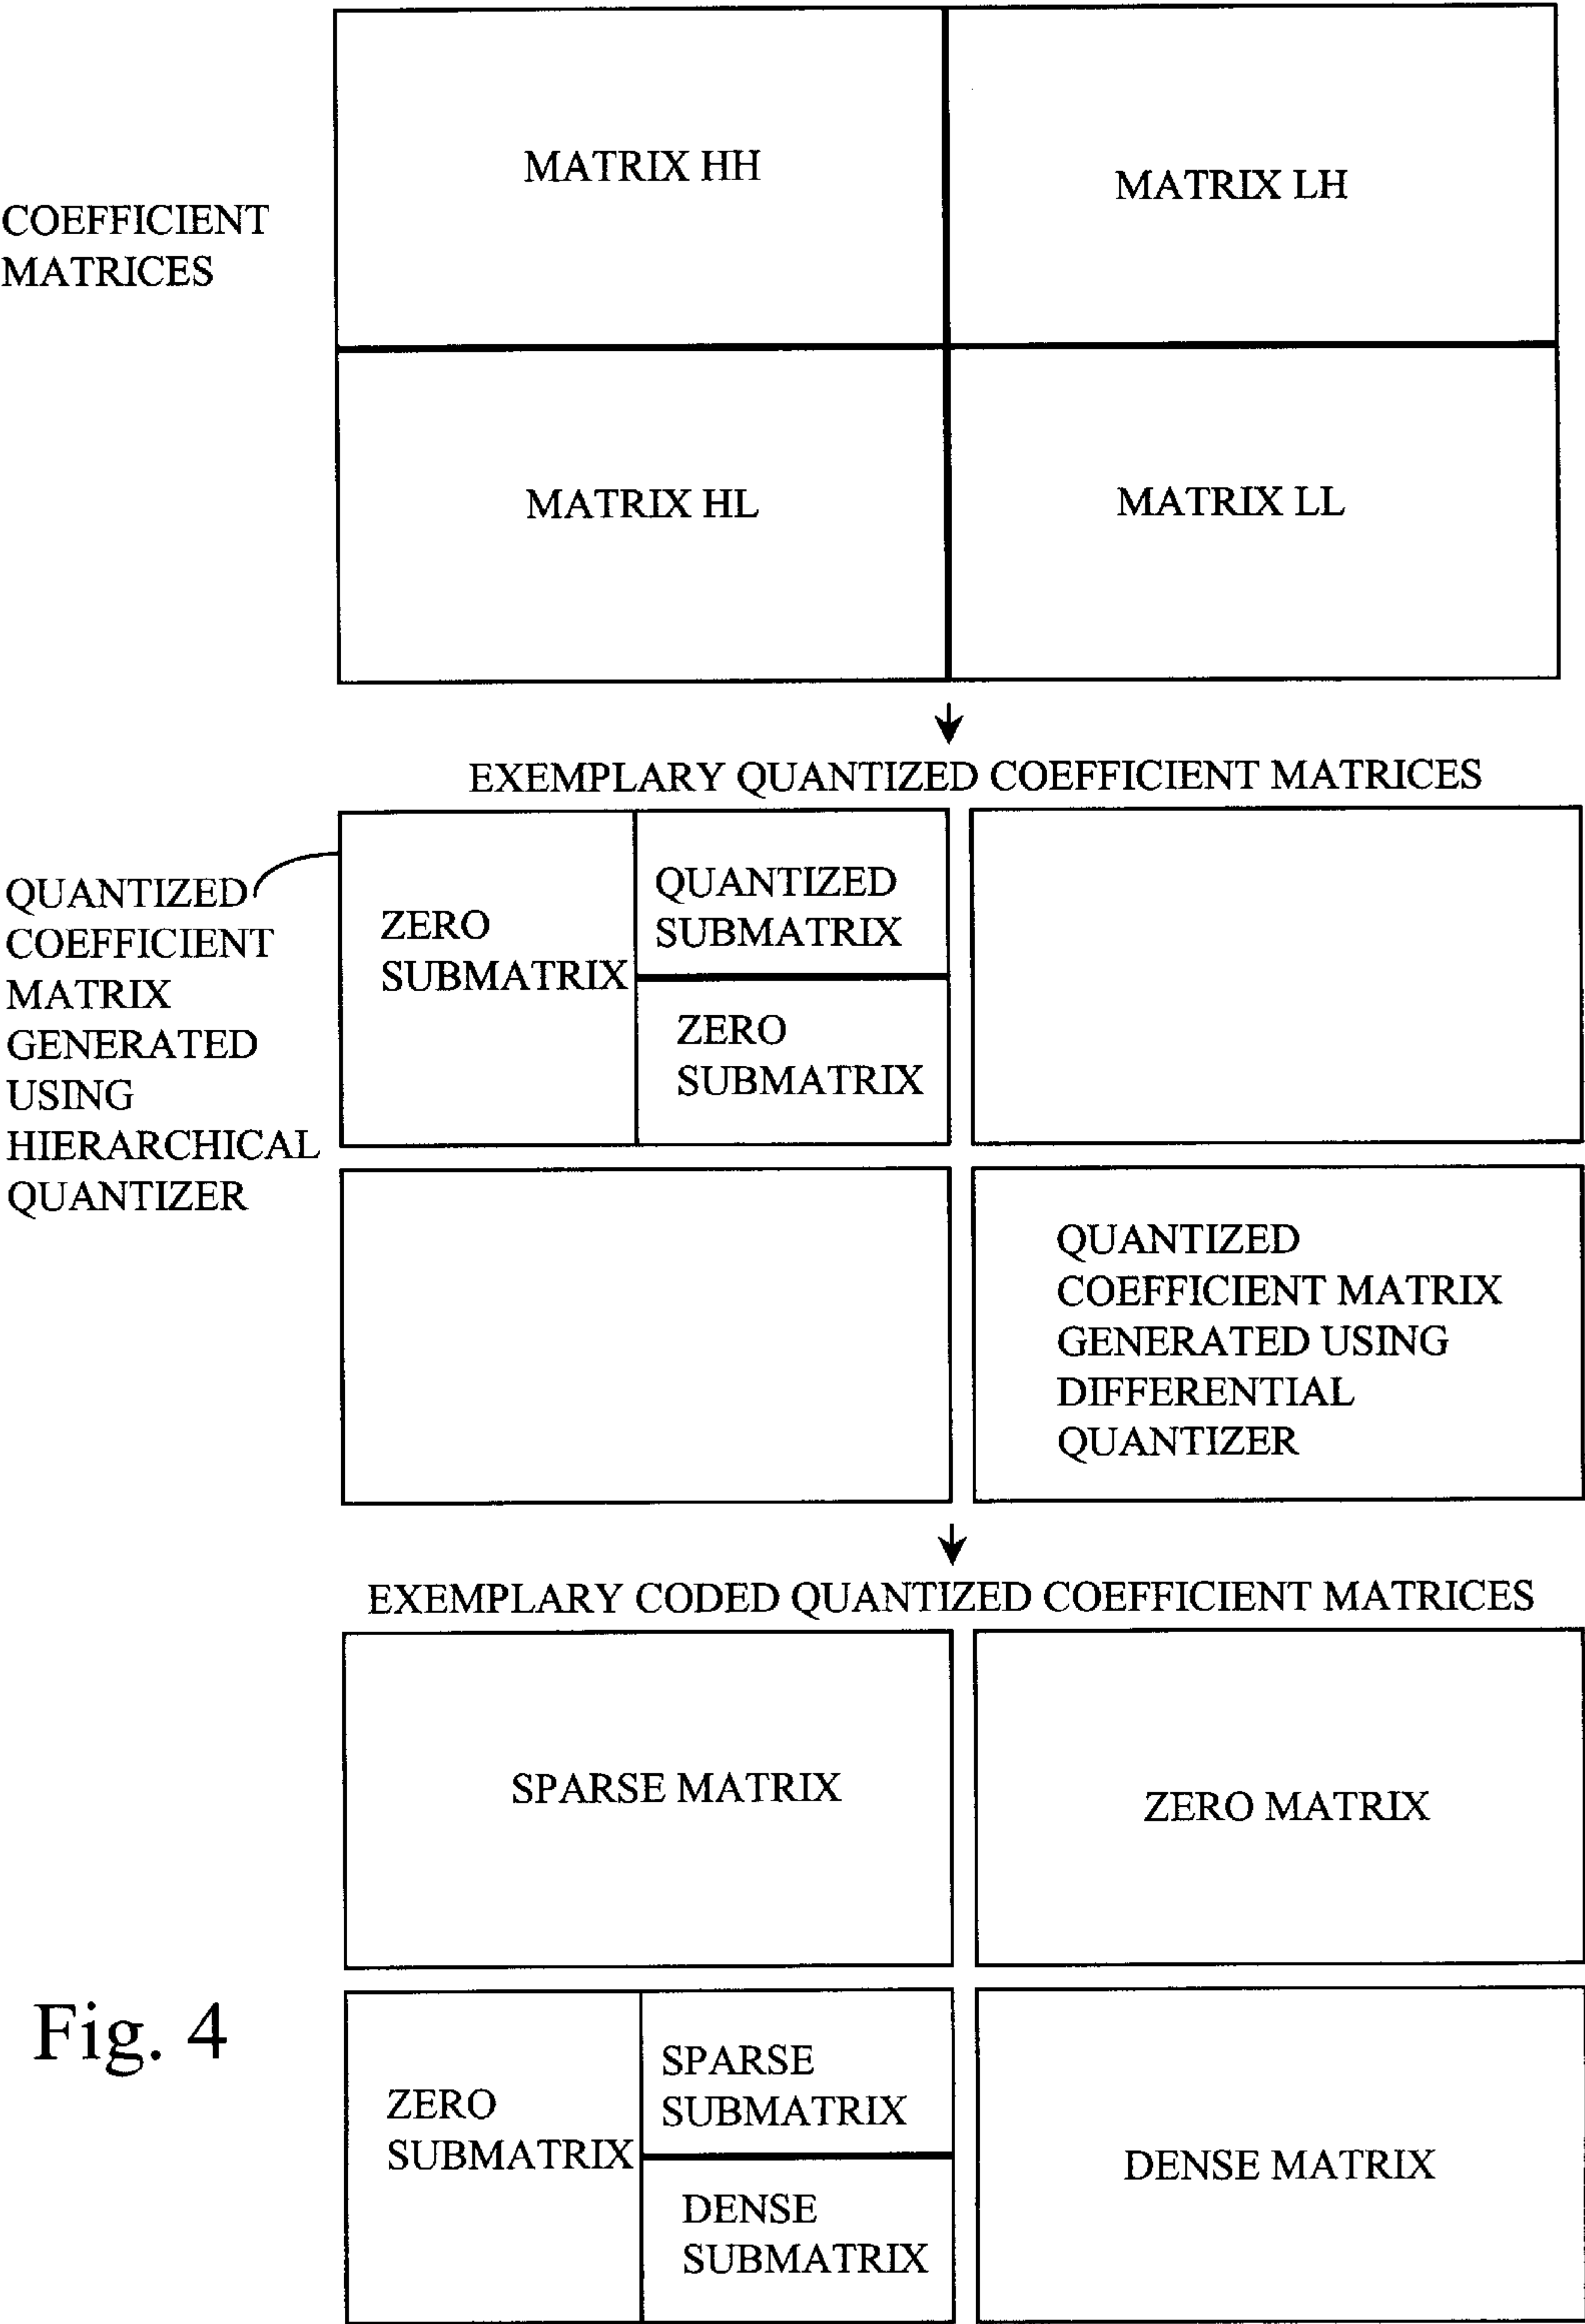 COEFFICIENT
MATRICES
MATRIX HH
MATRIX LH
MATRIX HL
MATRIX LL
EXEMPLARY QUANTIZED COEFFICIENT MATRICES
QUANTIZED
COEFFICIENT
MATRIX
GENERATED
USING
HIERARCHICAL
QUANTIZER
ZERO
SUBMATRIX
QUANTIZED
SUBMATRIX
ZERO
SUBMATRIX
QUANTIZED
COEFFICIENT MATRIX
GENERATED USING
DIFFERENTIAL
QUANTIZER
EXEMPLARY CODED QUANTIZED COEFFICIENT MATRICES
SPARSE MATRIX
ZERO MATRIX
ZERO
SUBMATRIX
SPARSE
SUBMATRIX
DENSE
SUBMATRIX
DENSE MATRIX
Fig. 4